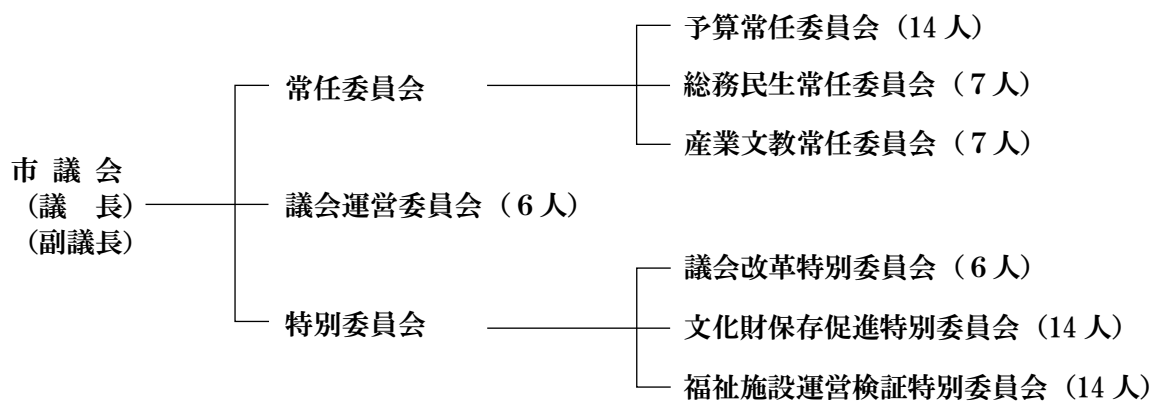 市 議 会
(議　長)
(副議長)
常任委員会
予算常任委員会 (14 人)
総務民生常任委員会 ( 7 人)
産業文教常任委員会 ( 7 人)
議会運営委員会 ( 6 人)
特別委員会
議会改革特別委員会 ( 6 人)
文化財保存促進特別委員会 (14 人)
福祉施設運営検証特別委員会 (14 人)